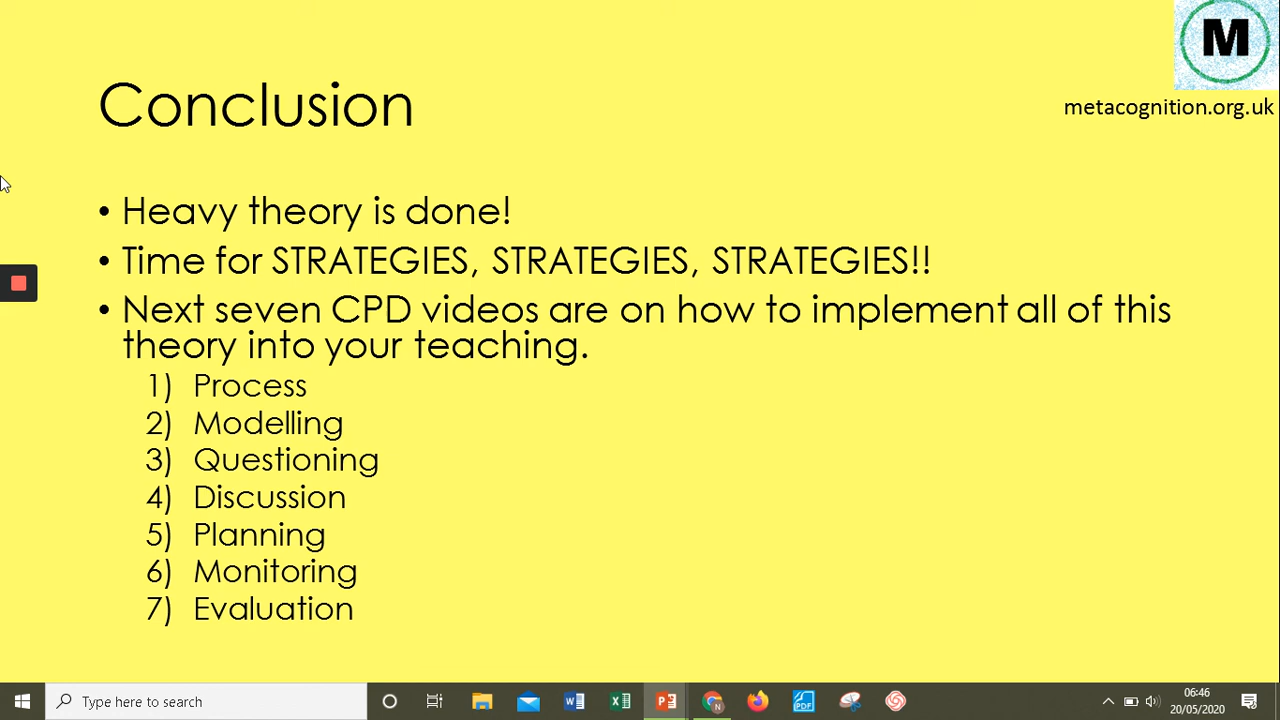 M
metacognition.org.uk
Conclusion
• Heavy theory is done!
• Time for STRATEGIES, STRATEGIES, STRATEGIES!!
• Next seven CPD videos are on how to implement all of this
theory into your teaching.
1) Process
2) Modelling
3) Questioning
4) Discussion
5) Planning
6) Monitoring
7) Evaluation
Type here to search
06:46
20/05/2020